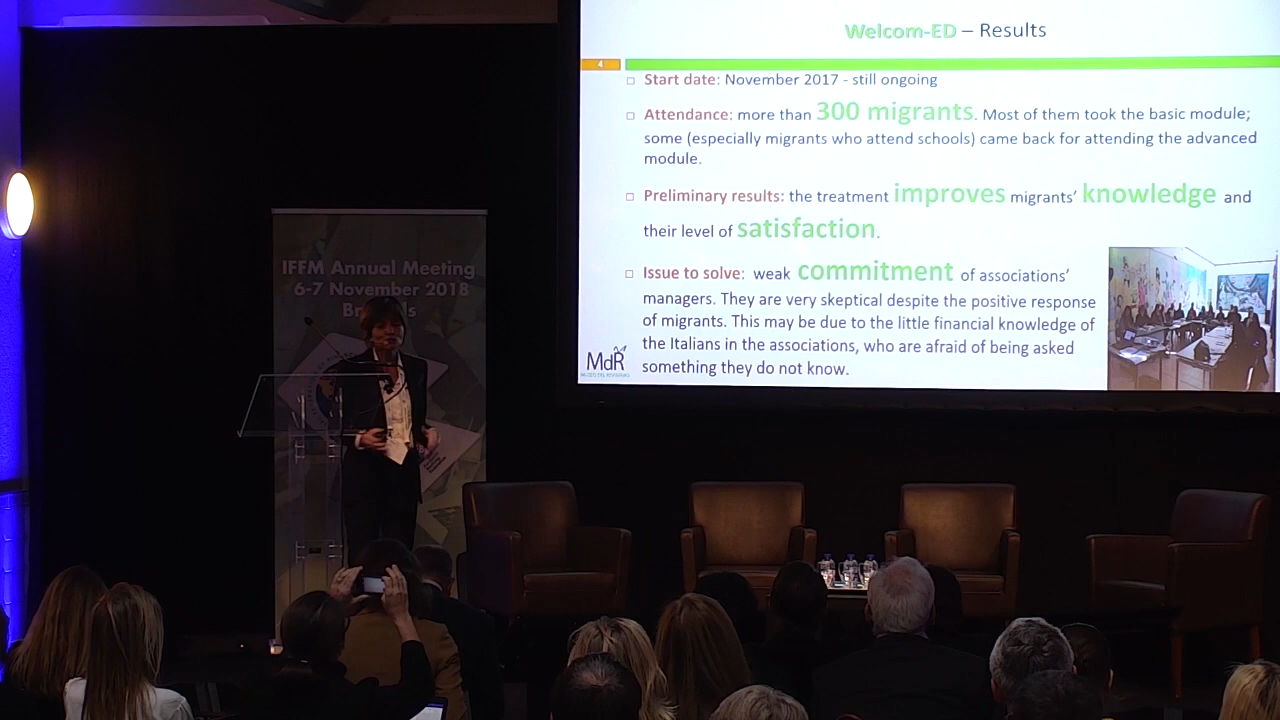 Welcom-ED – Results
4
Start date: November 2017 - still ongoing
Attendance: more than 300 migrants. Most of them took the basic module;
some (especially migrants who attend schools) came back for attending the advanced
module.
Preliminary results: the treatment improves migrants' knowledge and
their level of satisfaction.
Issue to solve: weak commitment of associations'
managers. They are very skeptical despite the positive response
of migrants. This may be due to the little financial knowledge of
the Italians in the associations, who are afraid of being asked
something they do not know.
MdR
IFFM Annual Meeting
6-7 November 2018